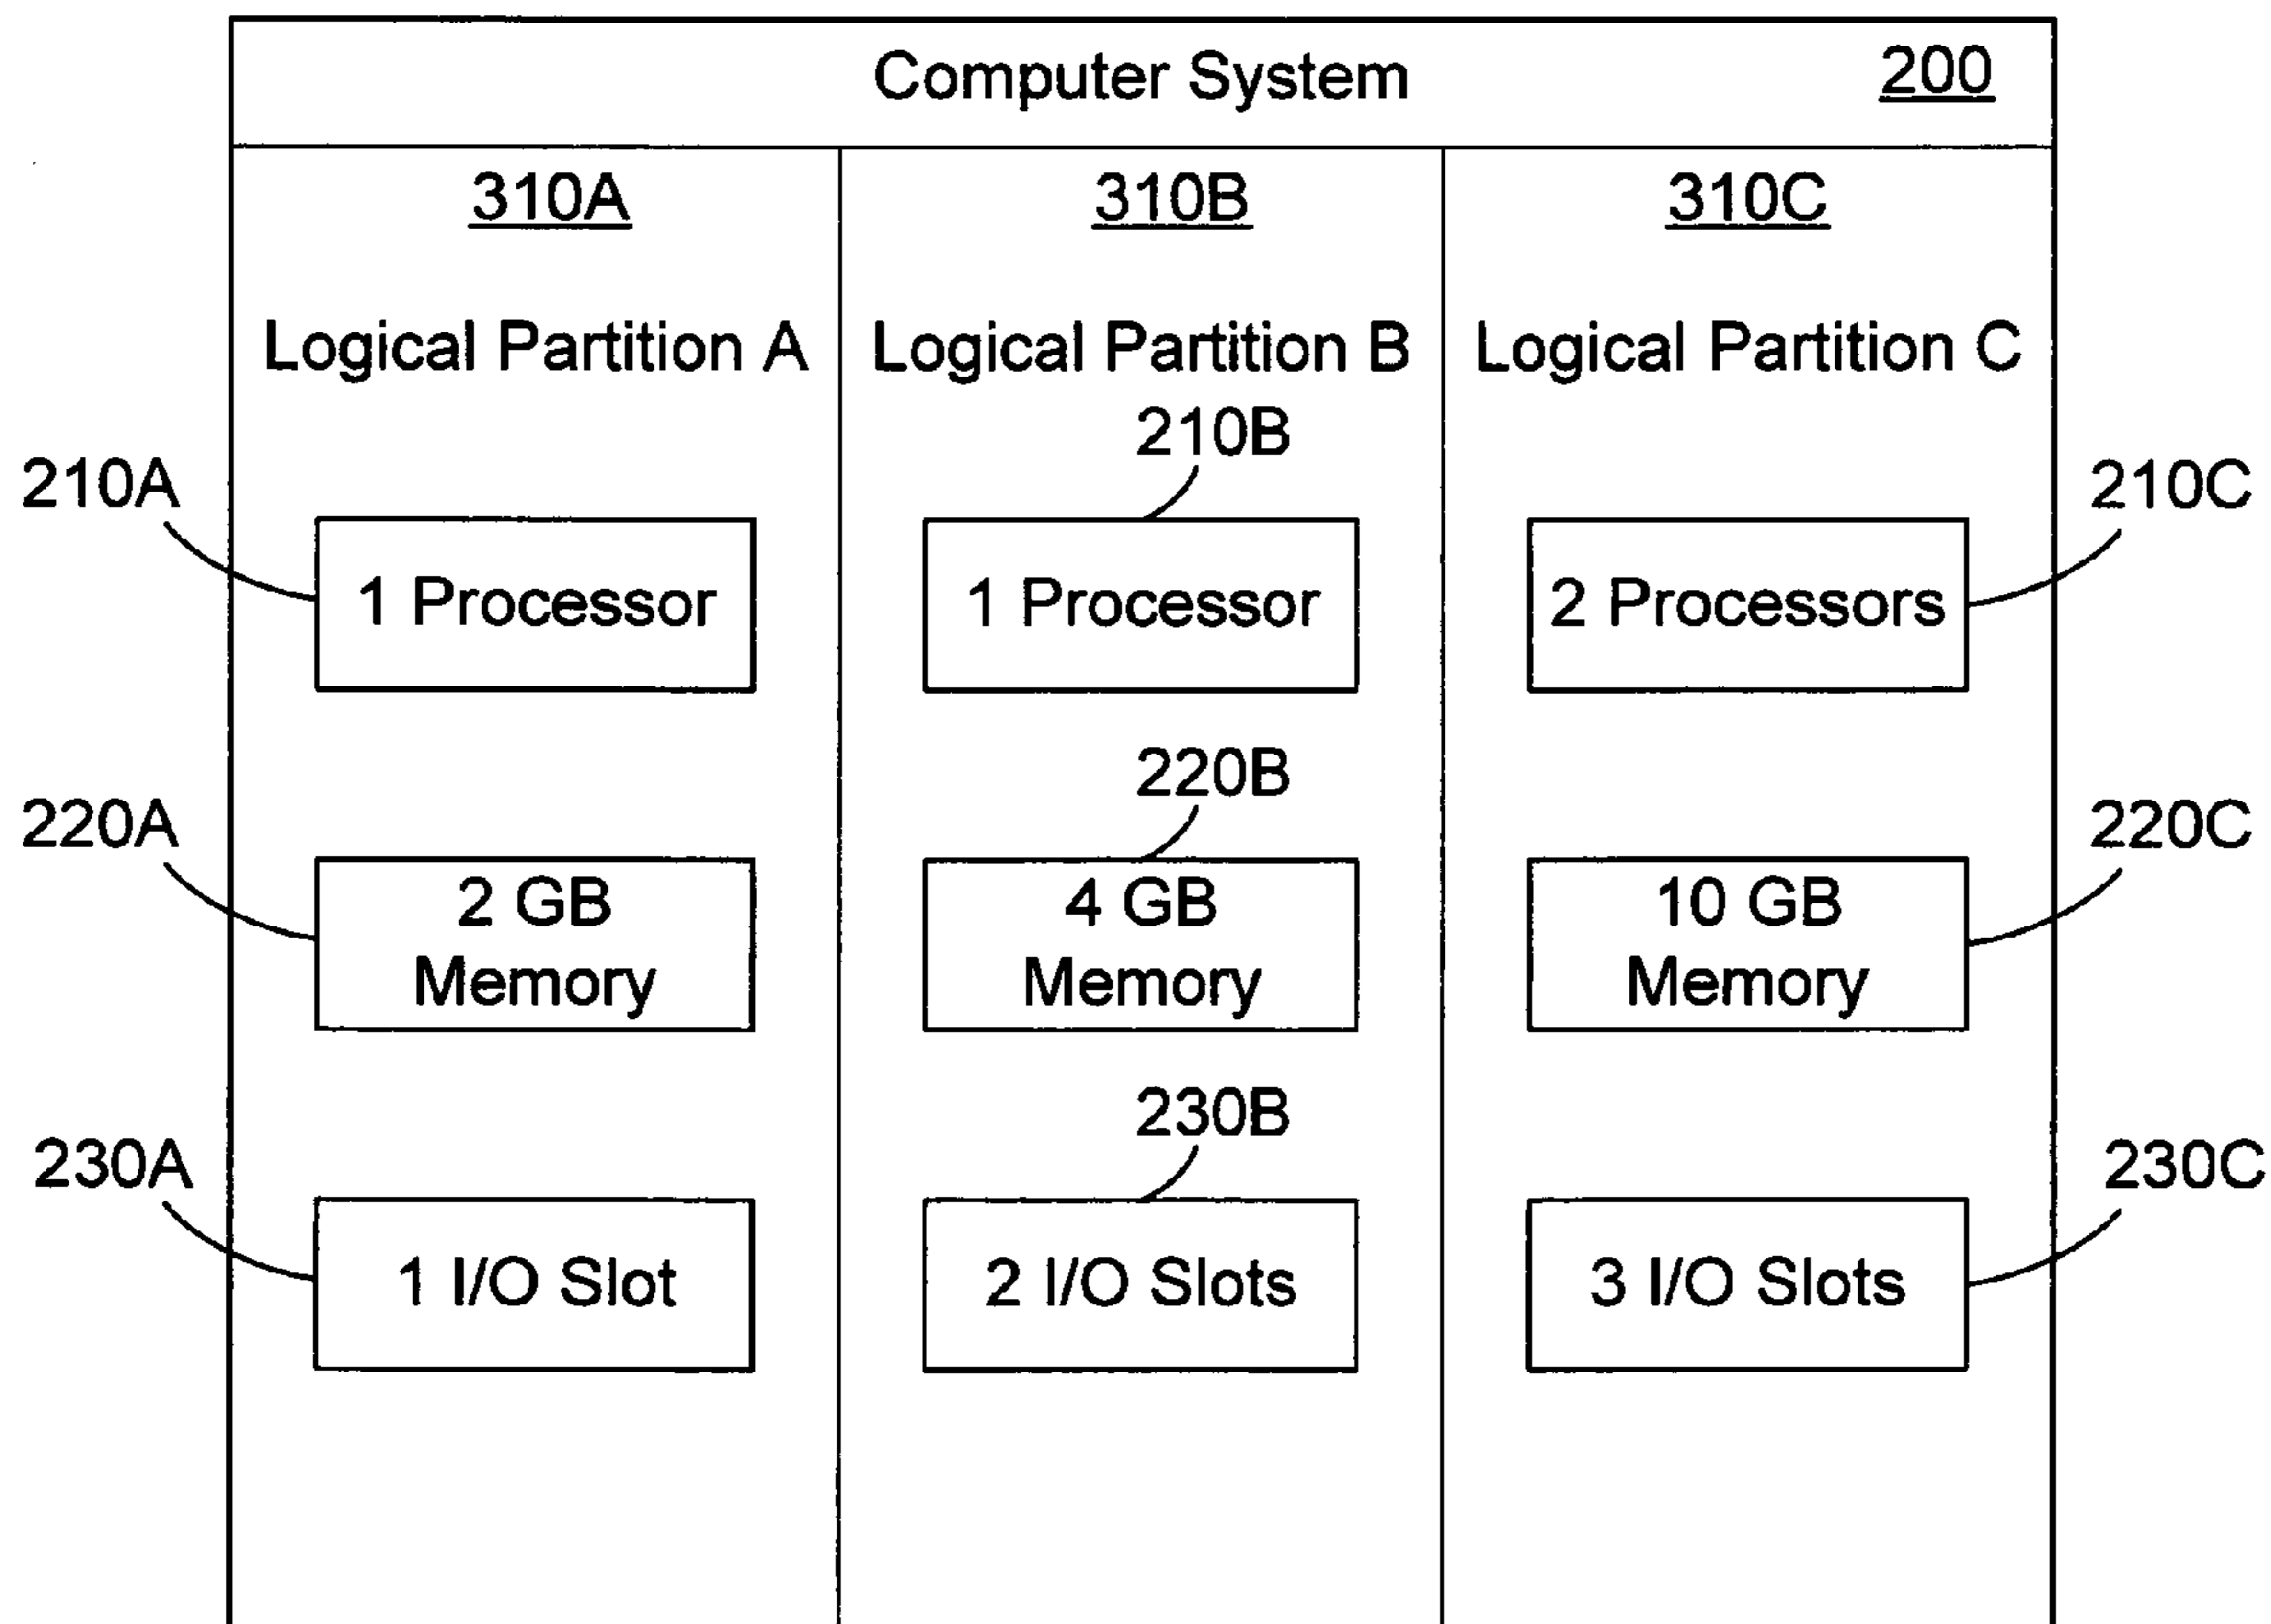 Computer System 200
310A 310B 310C
Logical Partition A Logical Partition B Logical Partition C
210B
210A 210C
1 Processor 1 Processor 2 Processors
220B
220A 220C
2 GB 4 GB 10 GB
Memory Memory Memory
230B
230A 230C
1 I/O Slot 2 I/O Slots 3 I/O Slots